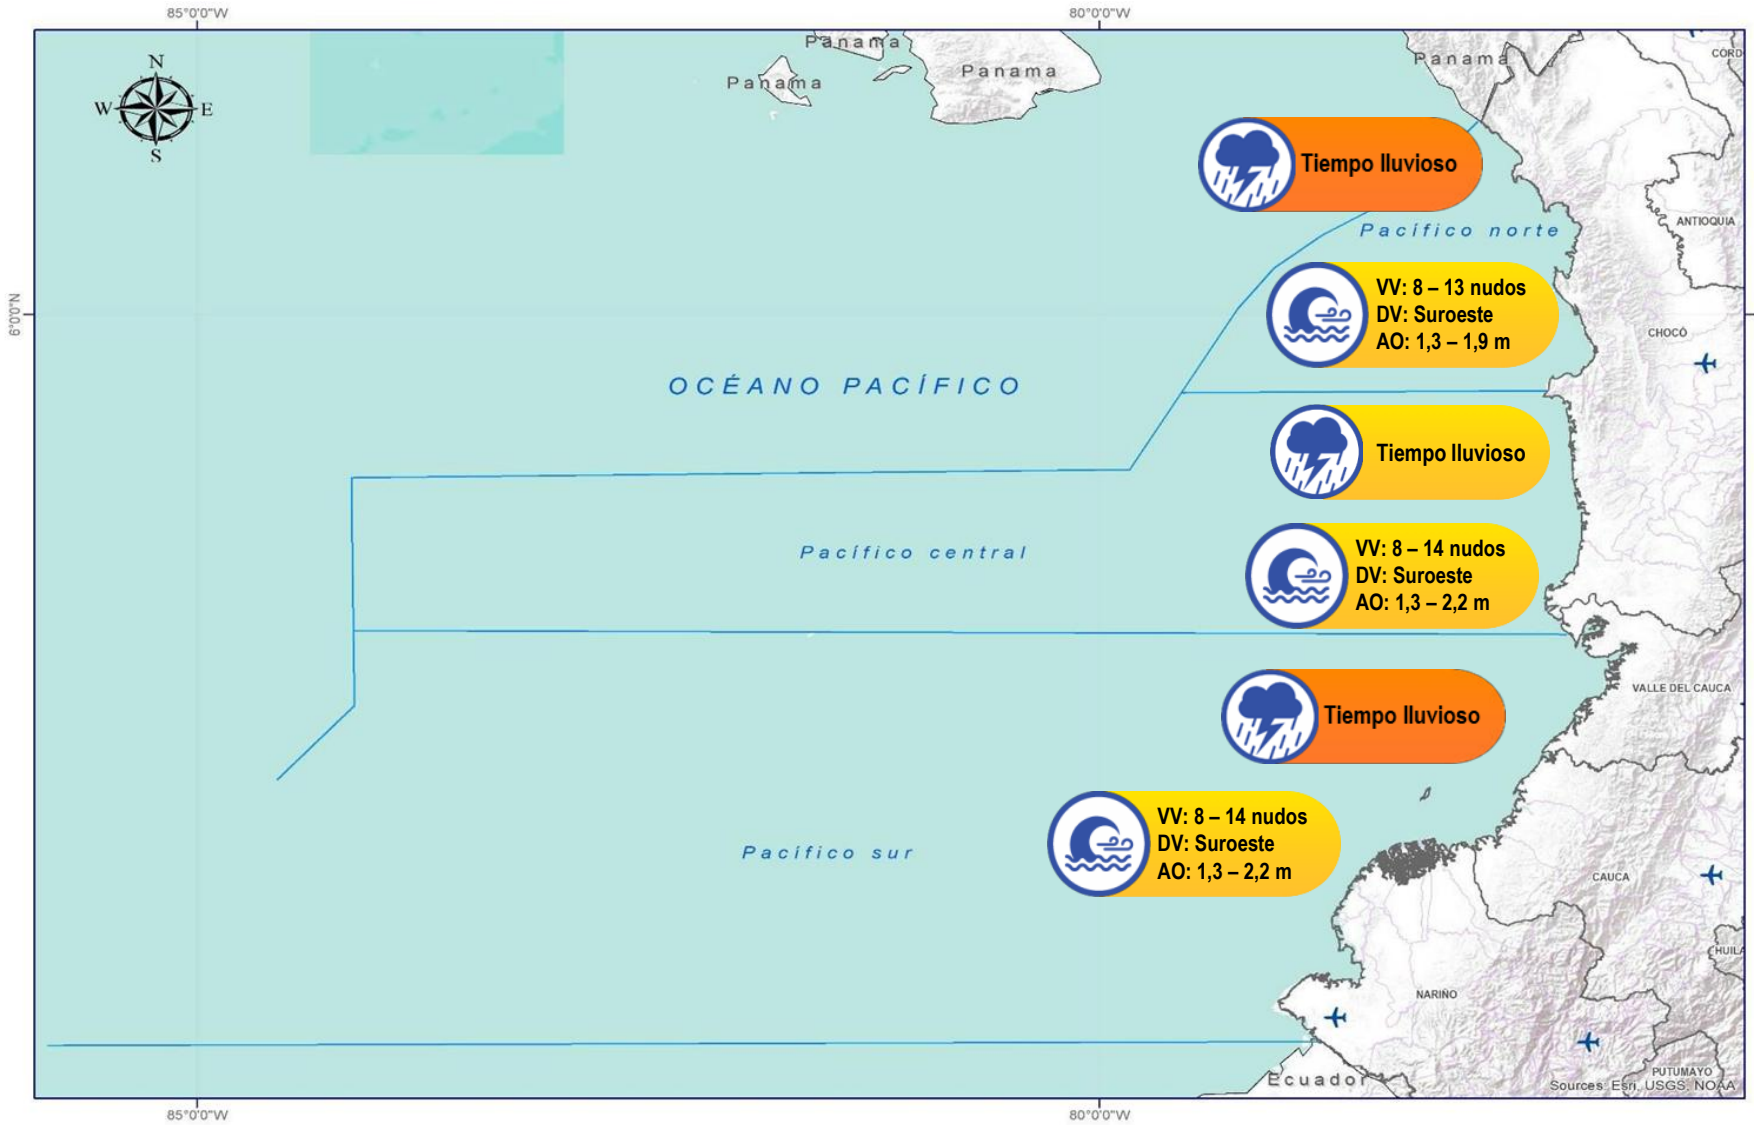 85°0'0"W
80°0'0"W
N
W
E
S
Panama
Panama
Panama
Panama
CORD
Tiempo lluvioso
ANTIOQUIA
Pacífico norte
6°0'0"N
VV: 8 – 13 nudos
DV: Suroeste
AO: 1,3 – 1,9 m
CHOCÓ
OCÉANO PACÍFICO
Tiempo lluvioso
Pacífico central
VV: 8 – 14 nudos
DV: Suroeste
AO: 1,3 – 2,2 m
VALLE DEL CAUCA
Tiempo lluvioso
VV: 8 – 14 nudos
DV: Suroeste
AO: 1,3 – 2,2 m
Pacífico sur
CAUCA
HUILA
NARIÑO
PUTUMAYO
Ecuador
Sources: Esri, USGS, NOAA
85°0'0"W
80°0'0"W